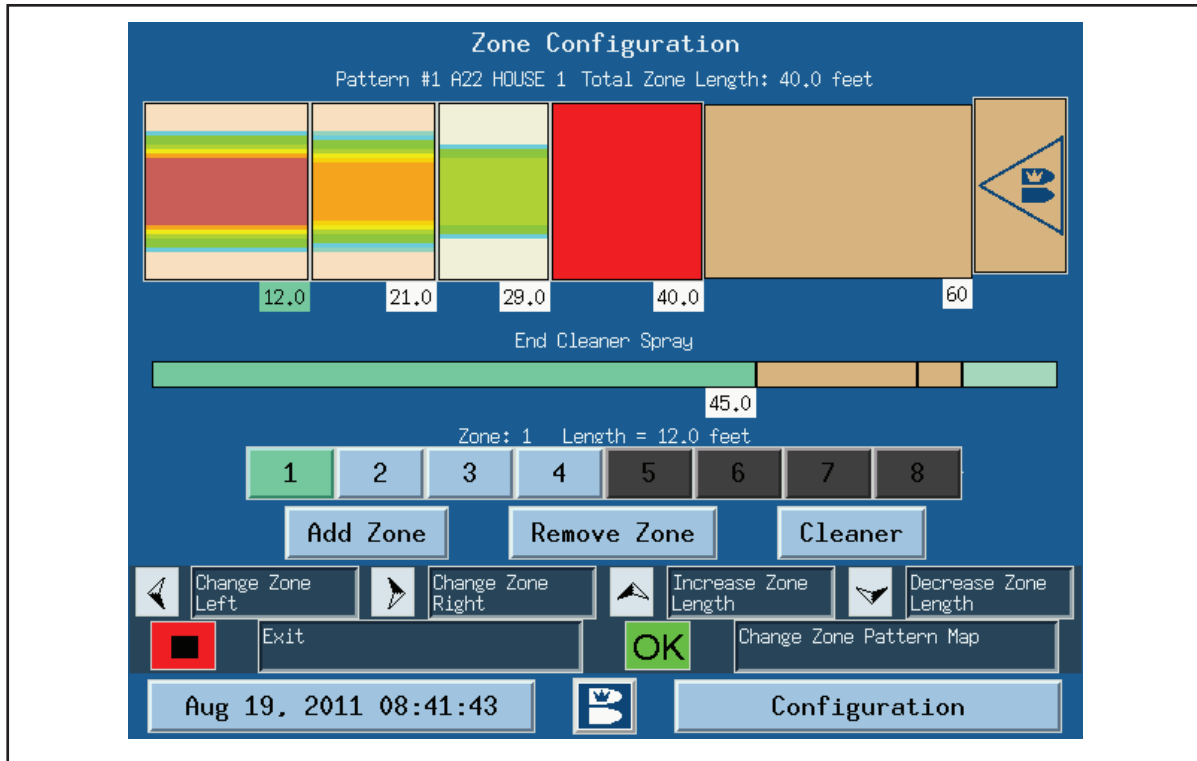 Zone Configuration
Pattern #1 A22 HOUSE 1 Total Zone Length: 40.0 feet
12.0 21.0 29.0 40.0 60
End Cleaner Spray
45.0
Zone: 1 Length = 12.0 feet
1 2 3 4 5 6 7 8
Add Zone Remove Zone Cleaner
Change Zone Left
Change Zone Right
Increase Zone Length
Decrease Zone Length
Exit
OK
Change Zone Pattern Map
Aug 19, 2011 08:41:43
Configuration